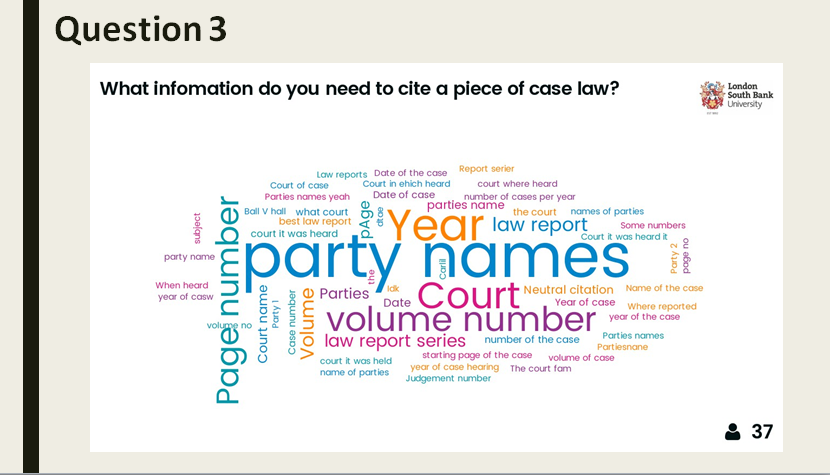 Question 3
What infomation do you need to cite a piece of case law?
London
South Bank
University
Law reports
Date of the case
Report serier
Court of case
Court in ehich heard
court where heard
Parties names yeah
Date of case
number of cases per year
Ball V hall
what court
pAge
dtae
Year
parties name
the court
names of parties
subject
best law report
law report
Some numbers
court it was heard
Court it was heard it
party name
Page number
party names
Carlil
Party 2
page no
When heard
the
year of casw
Court name
Party 1
Case number
Volume
Parties
idk
Date
Court
Neutral citation
Name of the case
Year of case
Where reported
volume no
volume number
year of the case
law report series
number of the case
Parties names
Partiesnane
court it was held
starting page of the case
volume of case
name of parties
year of case hearing
The court fam
Judgement number
37